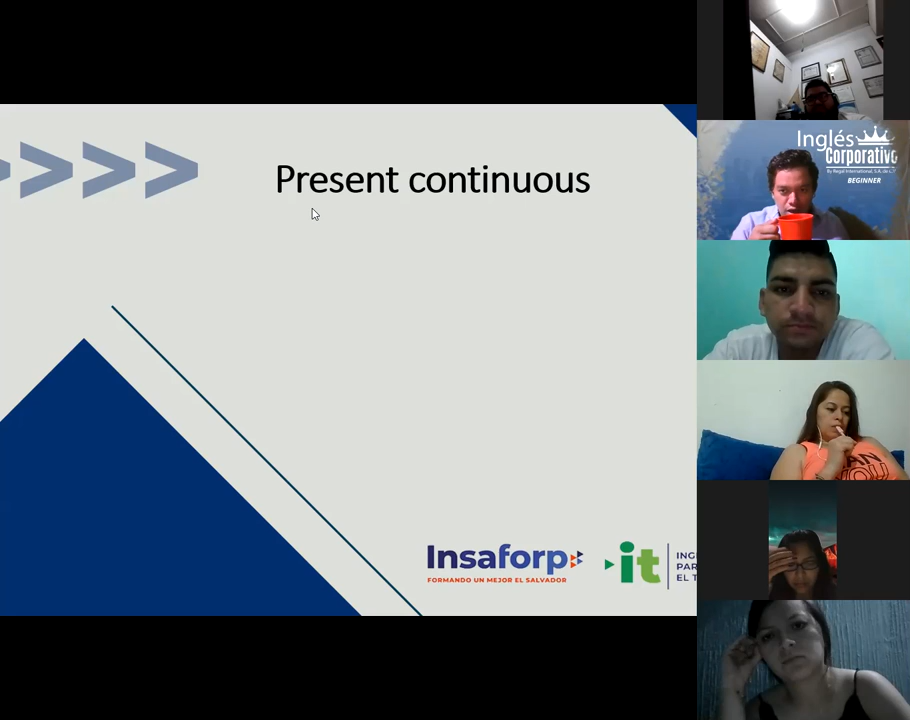 Present continuous
Insaforp
FORMANDO UN MEJOR EL SALVADOR
it
Inglés
Corporativo
BEGINNER